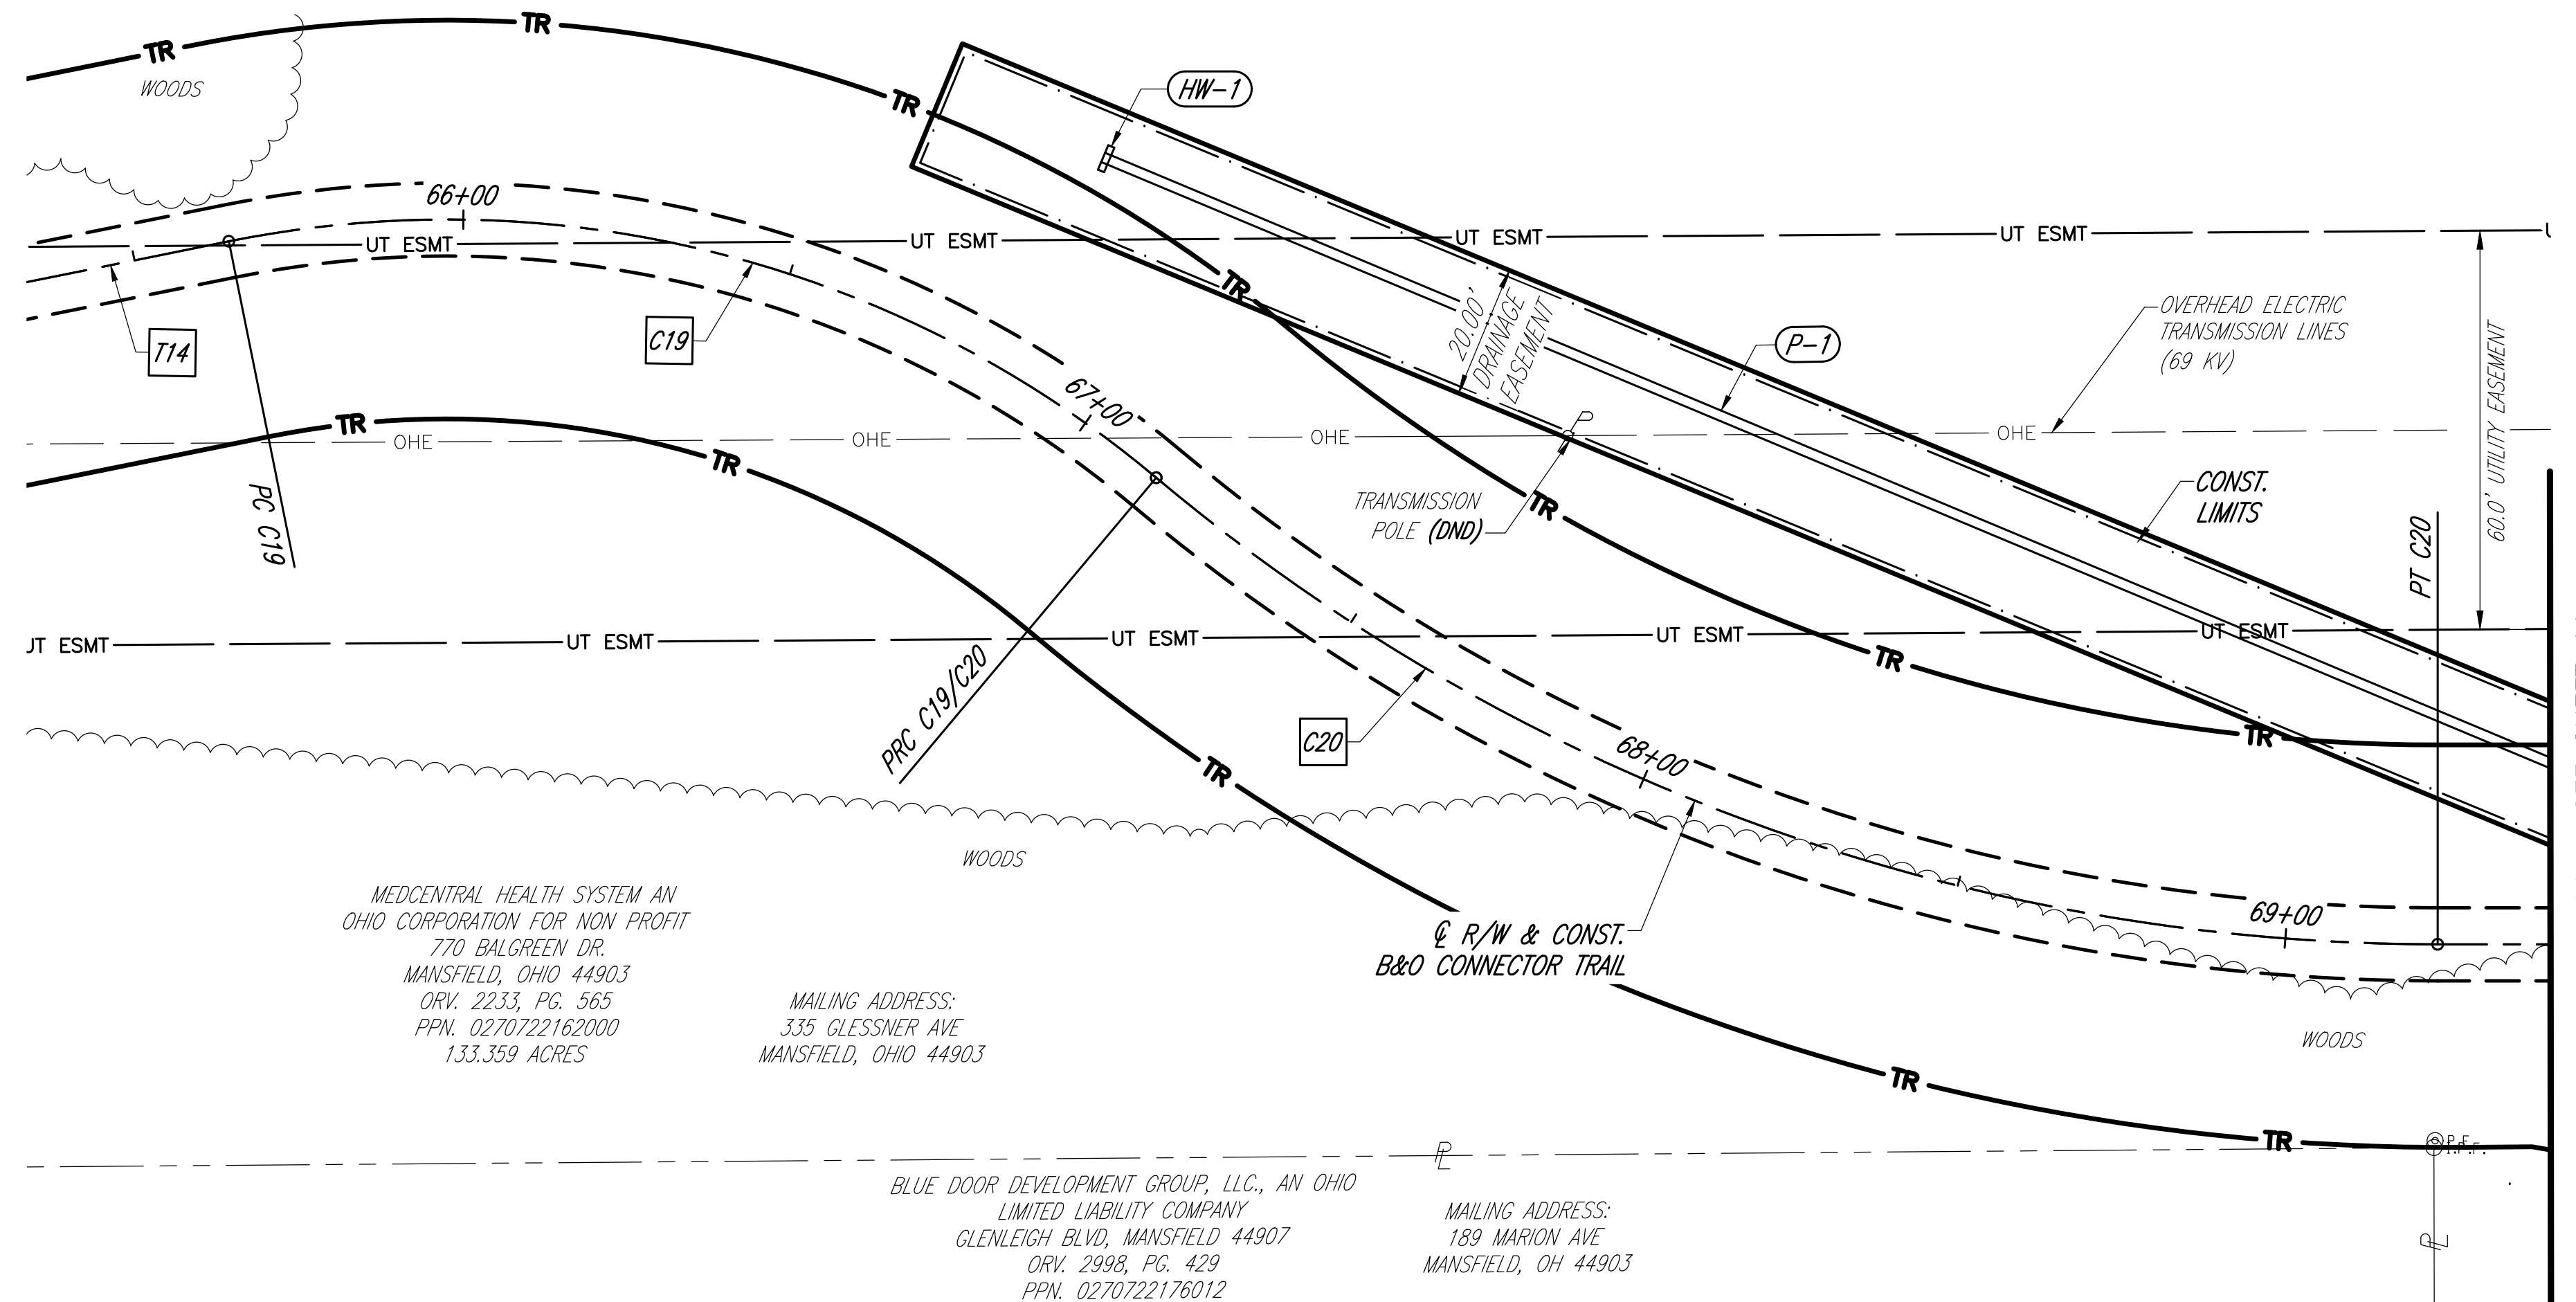 TR
TR
WOODS
HW-1
TR
66+00
UT ESMT
UT ESMT
UT ESMT
UT ESMT
TR
T14
C19
20.00'
DRAINAGE
EASEMENT
P-1
OVERHEAD ELECTRIC
TRANSMISSION LINES
(69 KV)
60.0' UTILITY EASEMENT
67+00
TR
OHE
OHE
OHE
OHE
TR
PC C19
TRANSMISSION
POLE (DND)
TR
CONST.
LIMITS
PT C20
UT ESMT
UT ESMT
UT ESMT
UT ESMT
UT ESMT
TR
PRC C19/C20
C20
TR
TR
68+00
WOODS
69+00
MEDCENTRAL HEALTH SYSTEM AN
OHIO CORPORATION FOR NON PROFIT
770 BALGREEN DR.
MANSFIELD, OHIO 44903
ORV. 2233, PG. 565
PPN. 0270722162000
133.359 ACRES
MAILING ADDRESS:
335 GLESSNER AVE
MANSFIELD, OHIO 44903
℄ R/W & CONST.
B&O CONNECTOR TRAIL
WOODS
TR
TR
P.F.
I.P.F.
PL
BLUE DOOR DEVELOPMENT GROUP, LLC., AN OHIO
LIMITED LIABILITY COMPANY
GLENLEIGH BLVD, MANSFIELD 44907
ORV. 2998, PG. 429
PPN. 0270722176012
MAILING ADDRESS:
189 MARION AVE
MANSFIELD, OH 44903
PL